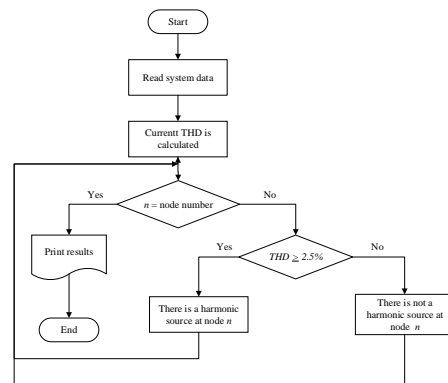 Start
Read system data
Currentt THD is
calculated
Yes
n = node number
No
Print results
Yes
THD ≥ 2.5%
No
There is a harmonic
source at node n
There is not a
harmonic source at
node n
End